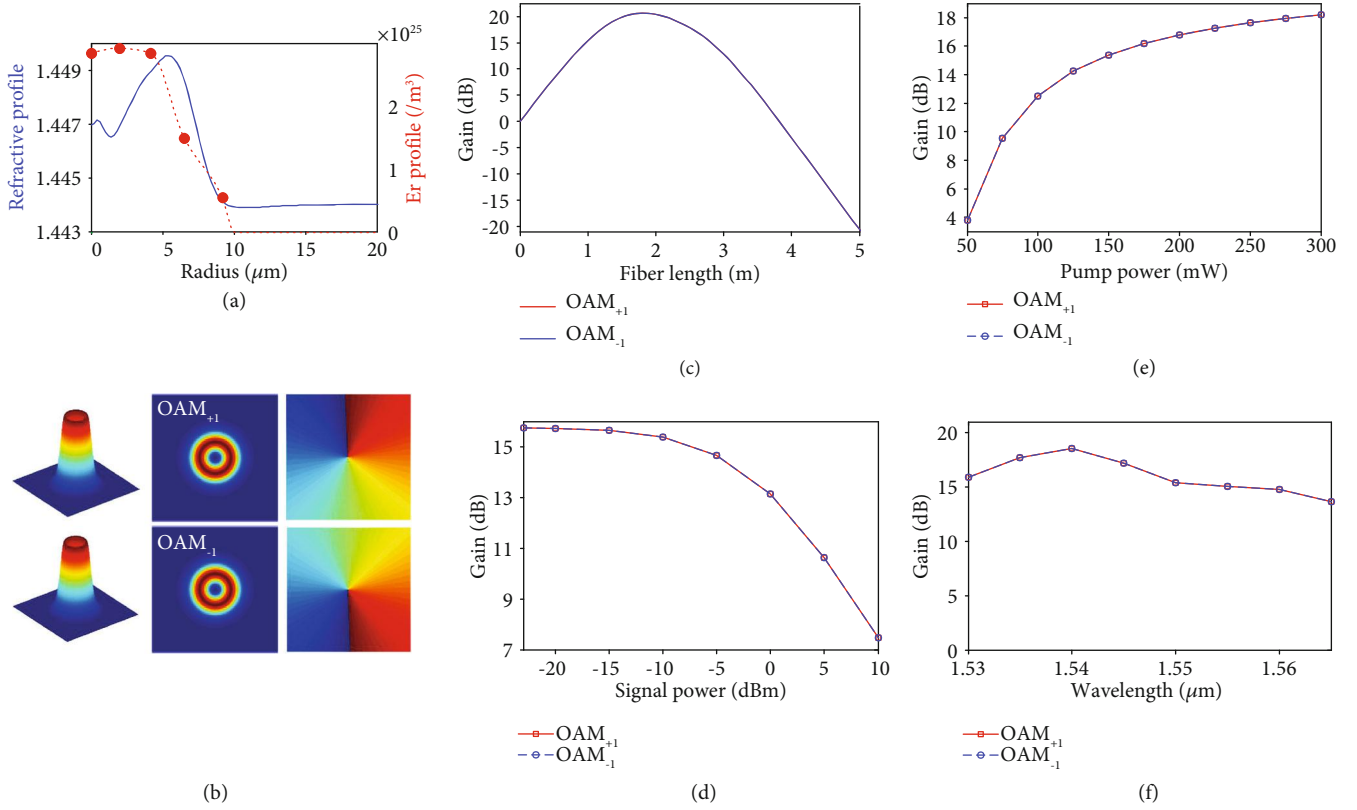 ×10²⁵
1.449
1.447
1.444
1.443
Refractive profile
2
1
0
Er profile (/m³)
0
5
10
15
20
Radius (μm)
(a)
OAM₊₁
OAM₋₁
(b)
20
15
10
5
0
-5
-10
-15
-20
Gain (dB)
0
1
2
3
4
5
Fiber length (m)
OAM₊₁
OAM₋₁
(c)
15
13
11
9
7
Gain (dB)
-20
-15
-10
-5
0
5
10
Signal power (dBm)
OAM₊₁
OAM₋₁
(d)
18
16
14
12
10
8
6
4
Gain (dB)
50
100
150
200
250
300
Pump power (mW)
OAM₊₁
OAM₋₁
(e)
20
15
10
5
0
Gain (dB)
1.53
1.54
1.55
1.56
Wavelength (μm)
OAM₊₁
OAM₋₁
(f)